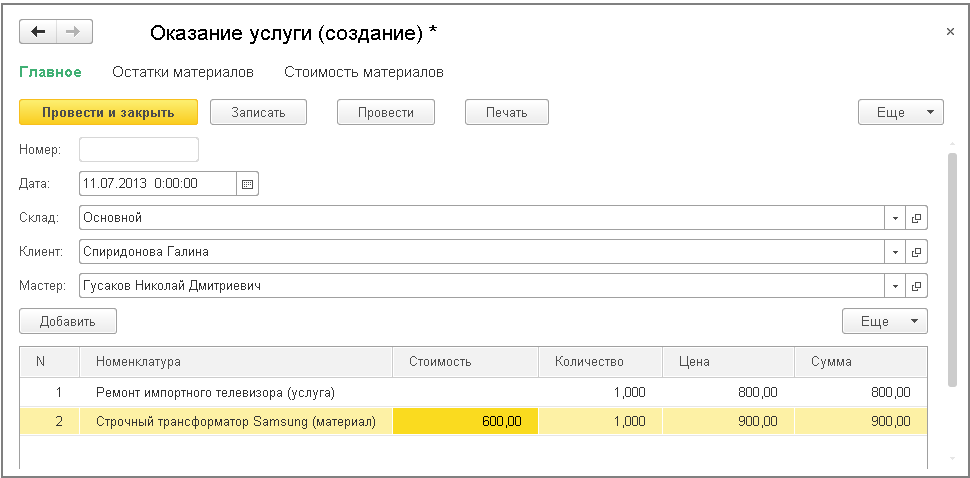 Оказание услуги (создание) *
Главное Остатки материалов Стоимость материалов
Провести и закрыть Записать Провести Печать Еще
Номер:
Дата: 11.07.2013 0:00:00
Склад: Основной
Клиент: Спиридонова Галина
Мастер: Гусаков Николай Дмитриевич
Добавить Еще
N Номенклатура Стоимость Количество Цена Сумма
1 Ремонт импортного телевизора (услуга) 1,000 800,00 800,00
2 Строчный трансформатор Samsung (материал) 600,00 1,000 900,00 900,00